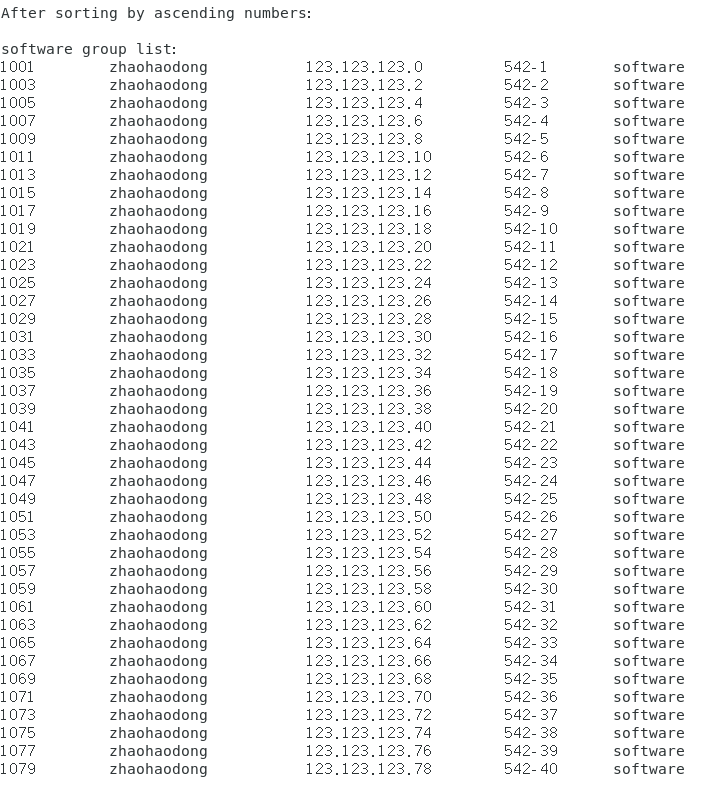 After sorting by ascending numbers:
software group list:
1001 zhaohaodong 123.123.123.0 542-1 software
1003 zhaohaodong 123.123.123.2 542-2 software
1005 zhaohaodong 123.123.123.4 542-3 software
1007 zhaohaodong 123.123.123.6 542-4 software
1009 zhaohaodong 123.123.123.8 542-5 software
1011 zhaohaodong 123.123.123.10 542-6 software
1013 zhaohaodong 123.123.123.12 542-7 software
1015 zhaohaodong 123.123.123.14 542-8 software
1017 zhaohaodong 123.123.123.16 542-9 software
1019 zhaohaodong 123.123.123.18 542-10 software
1021 zhaohaodong 123.123.123.20 542-11 software
1023 zhaohaodong 123.123.123.22 542-12 software
1025 zhaohaodong 123.123.123.24 542-13 software
1027 zhaohaodong 123.123.123.26 542-14 software
1029 zhaohaodong 123.123.123.28 542-15 software
1031 zhaohaodong 123.123.123.30 542-16 software
1033 zhaohaodong 123.123.123.32 542-17 software
1035 zhaohaodong 123.123.123.34 542-18 software
1037 zhaohaodong 123.123.123.36 542-19 software
1039 zhaohaodong 123.123.123.38 542-20 software
1041 zhaohaodong 123.123.123.40 542-21 software
1043 zhaohaodong 123.123.123.42 542-22 software
1045 zhaohaodong 123.123.123.44 542-23 software
1047 zhaohaodong 123.123.123.46 542-24 software
1049 zhaohaodong 123.123.123.48 542-25 software
1051 zhaohaodong 123.123.123.50 542-26 software
1053 zhaohaodong 123.123.123.52 542-27 software
1055 zhaohaodong 123.123.123.54 542-28 software
1057 zhaohaodong 123.123.123.56 542-29 software
1059 zhaohaodong 123.123.123.58 542-30 software
1061 zhaohaodong 123.123.123.60 542-31 software
1063 zhaohaodong 123.123.123.62 542-32 software
1065 zhaohaodong 123.123.123.64 542-33 software
1067 zhaohaodong 123.123.123.66 542-34 software
1069 zhaohaodong 123.123.123.68 542-35 software
1071 zhaohaodong 123.123.123.70 542-36 software
1073 zhaohaodong 123.123.123.72 542-37 software
1075 zhaohaodong 123.123.123.74 542-38 software
1077 zhaohaodong 123.123.123.76 542-39 software
1079 zhaohaodong 123.123.123.78 542-40 software